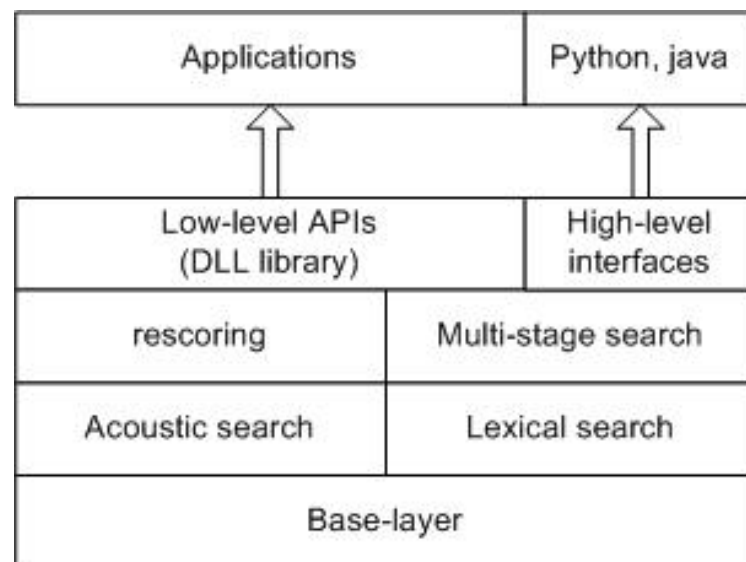 Applications
Python, java
Low-level APIs
(DLL library)
High-level
interfaces
rescoring
Multi-stage search
Acoustic search
Lexical search
Base-layer